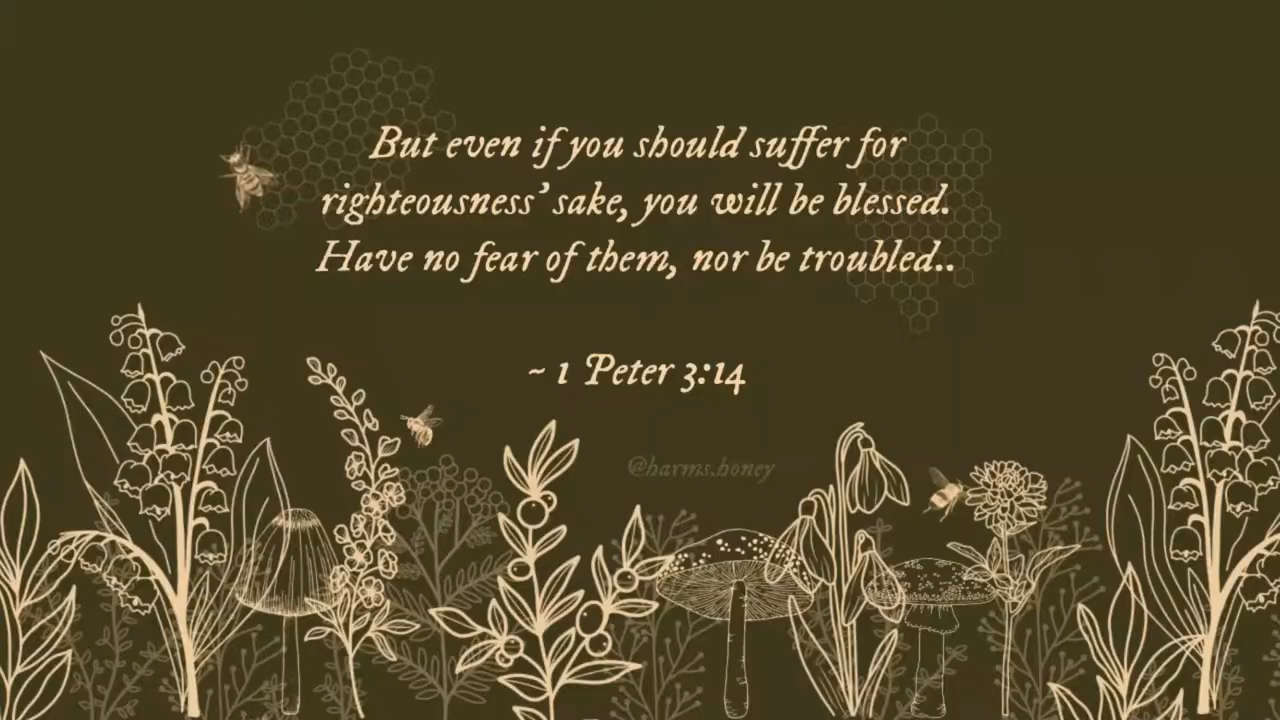 But even if you should suffer for
righteousness’ sake, you will be blessed.
Have no fear of them, nor be troubled..
~ 1 Peter 3:14
@harms.honey